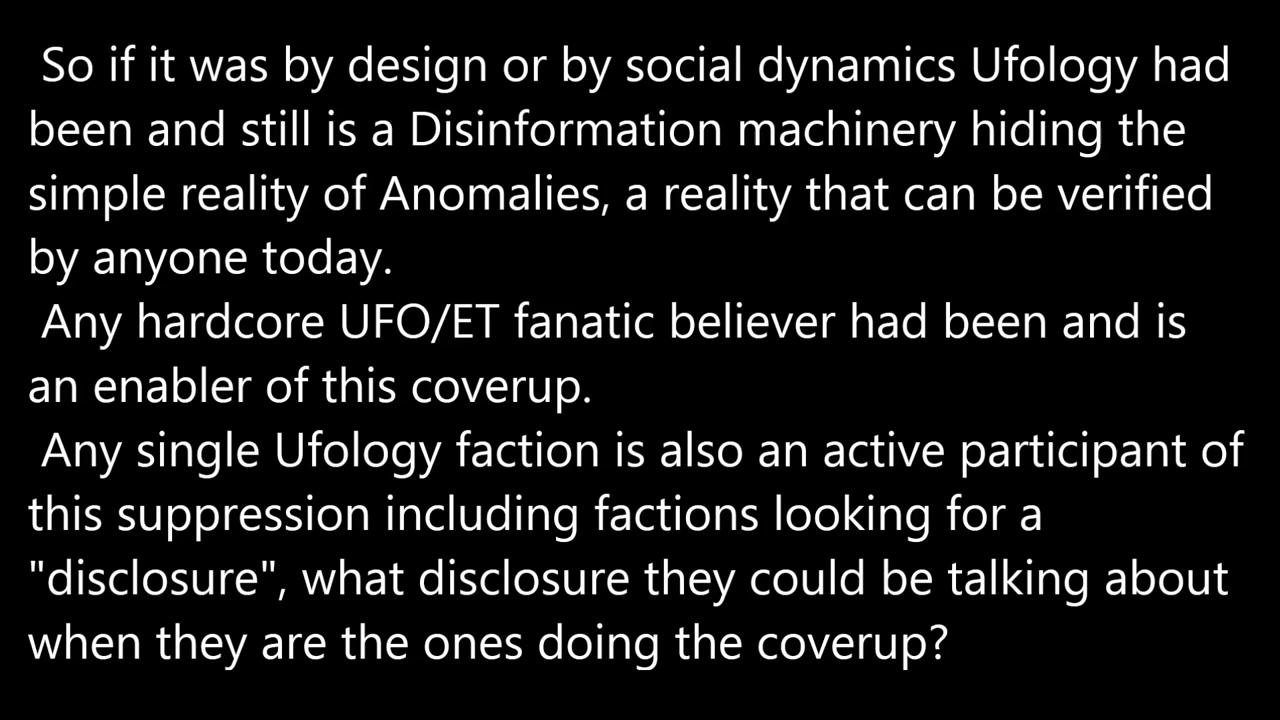 So if it was by design or by social dynamics Ufology had
been and still is a Disinformation machinery hiding the
simple reality of Anomalies, a reality that can be verified
by anyone today.
Any hardcore UFO/ET fanatic believer had been and is
an enabler of this coverup.
Any single Ufology faction is also an active participant of
this suppression including factions looking for a
"disclosure", what disclosure they could be talking about
when they are the ones doing the coverup?